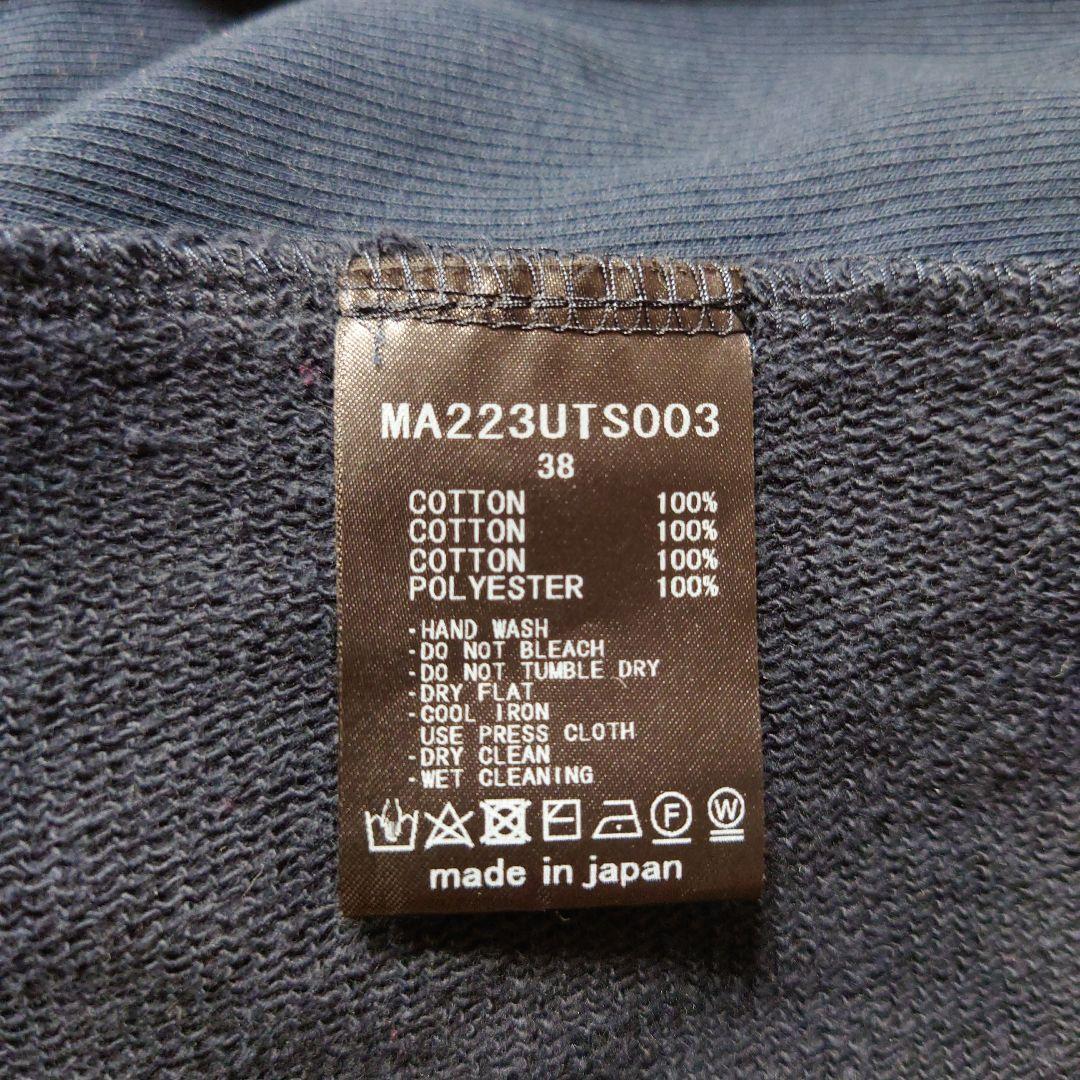 MA223UTS003
38
COTTON 100%
COTTON 100%
COTTON 100%
POLYESTER 100%
·HAND WASH
·DO NOT BLEACH
·DO NOT TUMBLE DRY
·DRY FLAT
·COOL IRON
USE PRESS CLOTH
·DRY CLEAN
·WET CLEANING
F W
made in japan